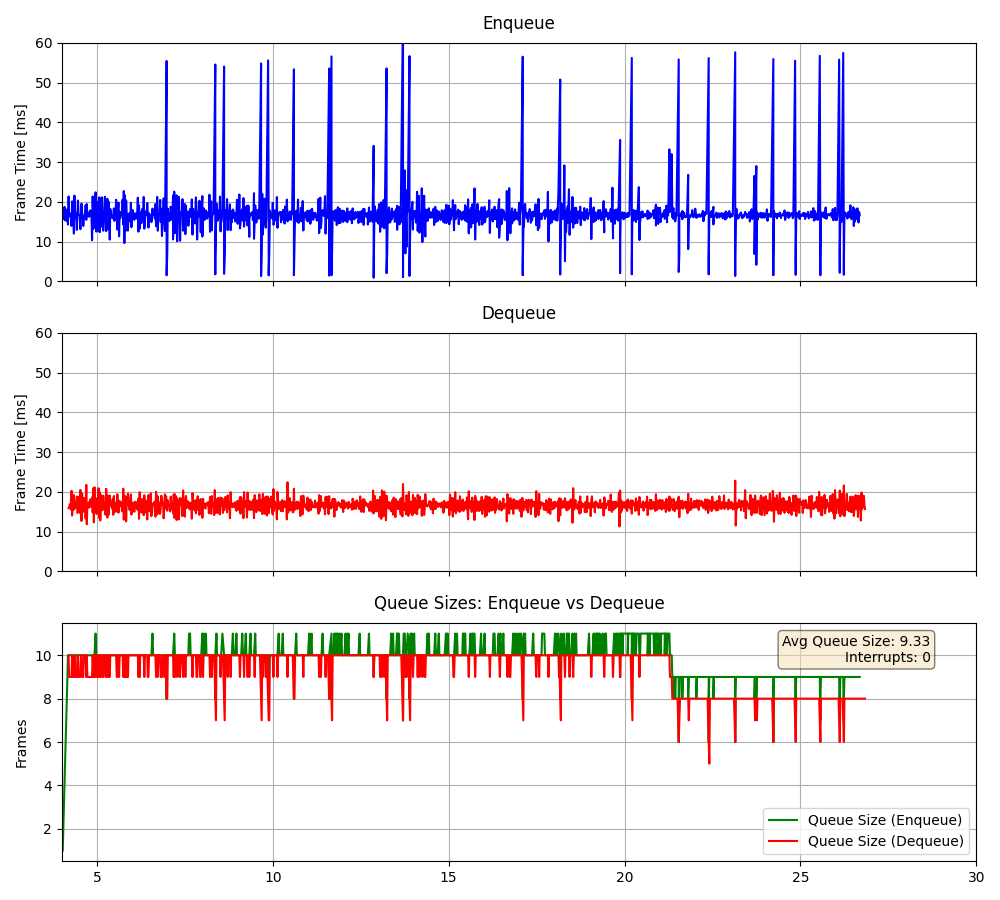 Enqueue
60
50
40
30
20
10
0
Frame Time [ms]
Dequeue
60
50
40
30
20
10
0
Frame Time [ms]
Queue Sizes: Enqueue vs Dequeue
10
8
6
4
2
Frames
Avg Queue Size: 9.33
Interrupts: 0
Queue Size (Enqueue)
Queue Size (Dequeue)
5 10 15 20 25 30